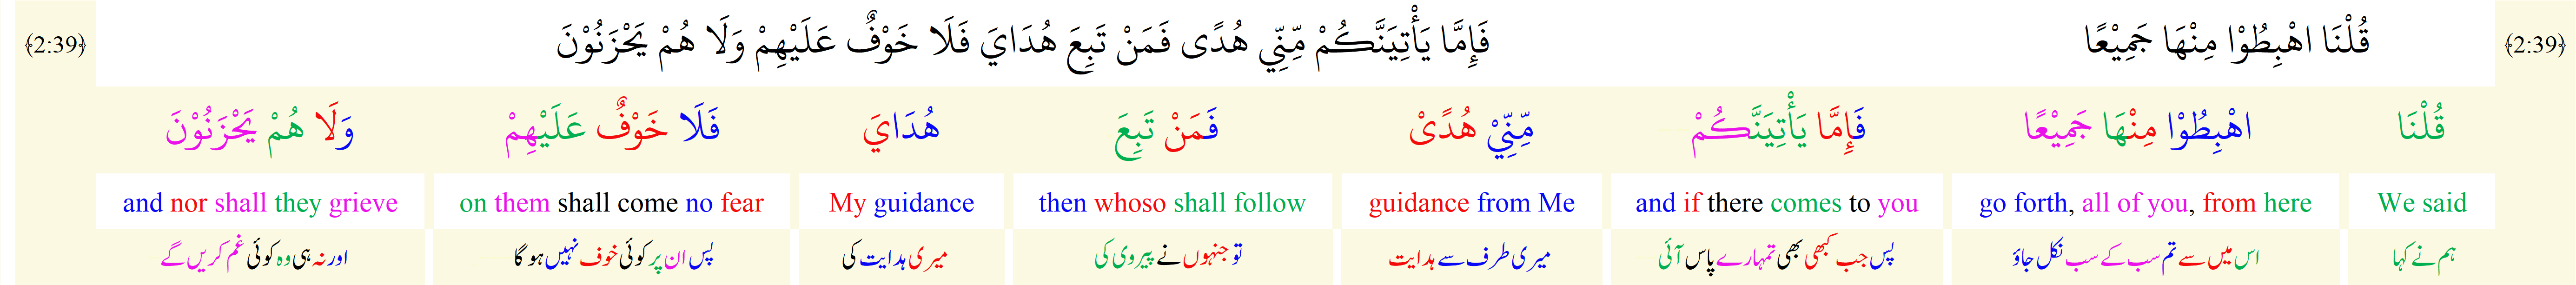 ﴿2:39﴾ قُلْنَا اهْبِطُوْا مِنْهَا جَمِيْعًا فَإِمَّا يَأْتِيَنَّكُمْ مِّنِّيْ هُدًى فَمَنْ تَبِعَ هُدَايَ فَلَا خَوْفٌ عَلَيْهِمْ وَلَا هُمْ يَحْزَنُوْنَ ﴿2:39﴾
قُلْنَا اهْبِطُوْا مِنْهَا جَمِيْعًا فَإِمَّا يَأْتِيَنَّكُمْ مِّنِّيْ هُدًى فَمَنْ تَبِعَ هُدَايَ فَلَا خَوْفٌ عَلَيْهِمْ وَلَا هُمْ يَحْزَنُوْنَ
We said go forth, all of you, from here and if there comes to you guidance from Me then whoso shall follow My guidance on them shall come no fear and nor shall they grieve
ہم نے کہا اس میں سے تم سب کے سب نکل جاؤ پس جب کبھی بھی تمہارے پاس آئی میری طرف سے ہدایت تو جنہوں نے پیروی کی میری ہدایت کی پس ان پر کوئی خوف نہیں ہو گا اور نہ ہی وہ کوئی غم کریں گے